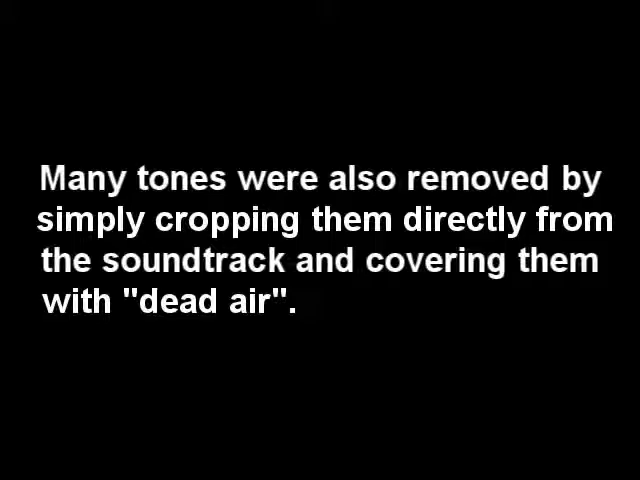 Many tones were also removed by
simply cropping them directly from
the soundtrack and covering them
with "dead air".